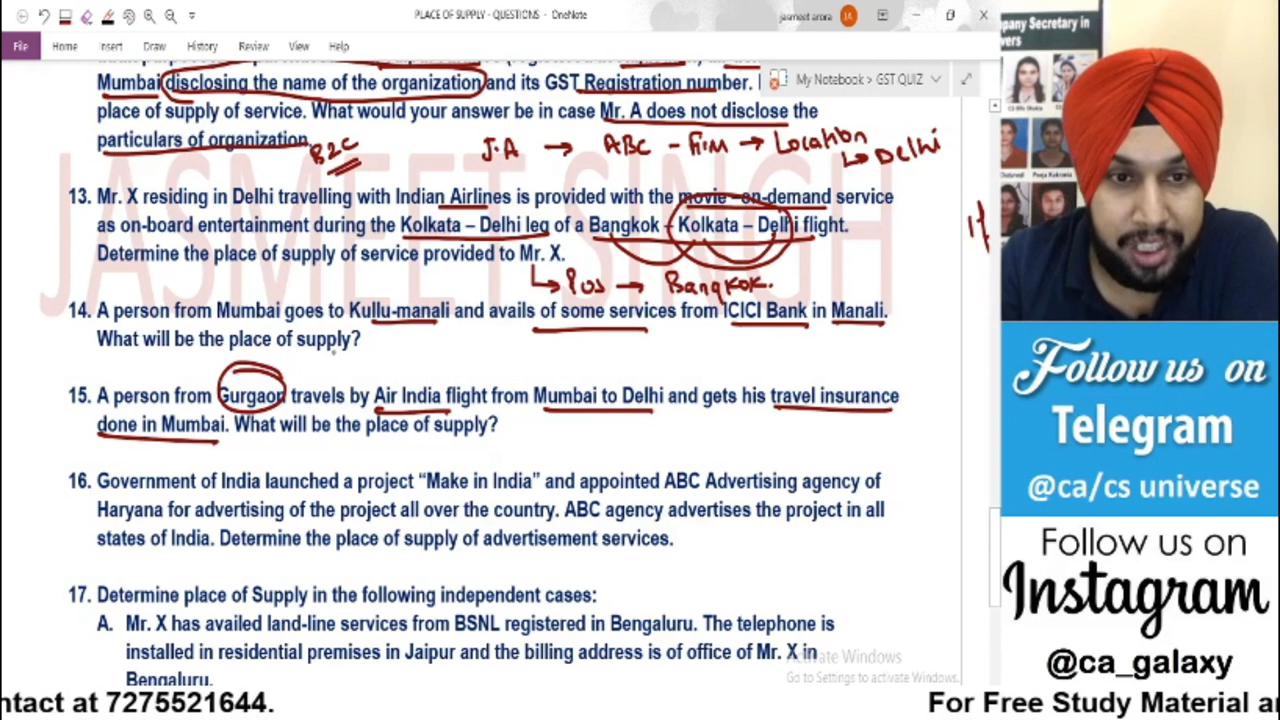 PLACE OF SUPPLY - QUESTIONS - OneNote
jasmeet arora
JA
File Home Insert Draw History Review View Help
My Notebook > GST QUIZ
Mumbai disclosing the name of the organization and its GST Registration number.
place of supply of service. What would your answer be in case Mr. A does not disclose the
particulars of organization.
B2C
J.A → ABC - Firm → Location
↳ Delhi
13. Mr. X residing in Delhi travelling with Indian Airlines is provided with the movie-on-demand service
as on-board entertainment during the Kolkata – Delhi leg of a Bangkok – Kolkata – Delhi flight.
Determine the place of supply of service provided to Mr. X.
↳ POS → Bangkok.
If
14. A person from Mumbai goes to Kullu-manali and avails of some services from ICICI Bank in Manali.
What will be the place of supply?
15. A person from Gurgaon travels by Air India flight from Mumbai to Delhi and gets his travel insurance
done in Mumbai. What will be the place of supply?
16. Government of India launched a project “Make in India” and appointed ABC Advertising agency of
Haryana for advertising of the project all over the country. ABC agency advertises the project in all
states of India. Determine the place of supply of advertisement services.
17. Determine place of Supply in the following independent cases:
A. Mr. X has availed land-line services from BSNL registered in Bengaluru. The telephone is
installed in residential premises in Jaipur and the billing address is of office of Mr. X in
Bengaluru.
JASMEET SINGH
Activate Windows
Go to Settings to activate Windows.
Company Secretary in
Follow us on
Telegram
@ca/cs universe
Follow us on
Instagram
@ca_galaxy
ntact at 7275521644.
For Free Study Material a